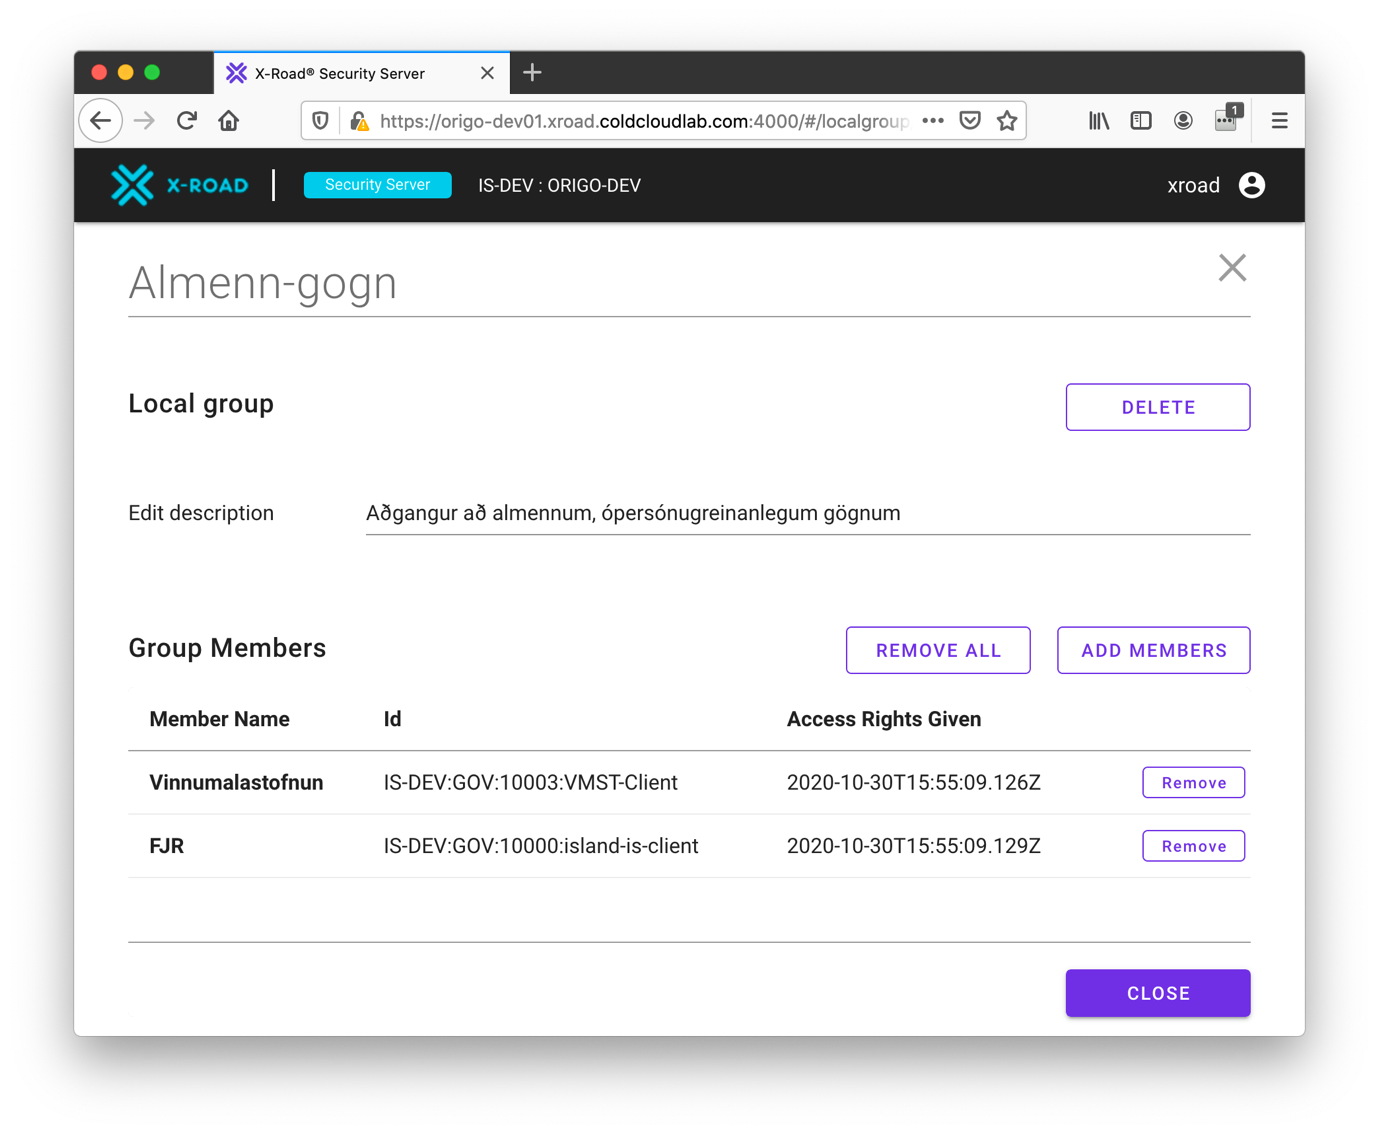 X-Road® Security Server
https://origo-dev01.xroad.coldcloudlab.com:4000/#/localgroup
1
X-ROAD
Security Server
IS-DEV : ORIGO-DEV
xroad
Almenn-gogn
Local group
DELETE
Edit description
Aðgangur að almennum, ópersónugreinanlegum gögnum
Group Members
REMOVE ALL
ADD MEMBERS
Member Name Id Access Rights Given
Vinnumalastofnun IS-DEV:GOV:10003:VMST-Client 2020-10-30T15:55:09.126Z Remove
FJR IS-DEV:GOV:10000:island-is-client 2020-10-30T15:55:09.129Z Remove
CLOSE